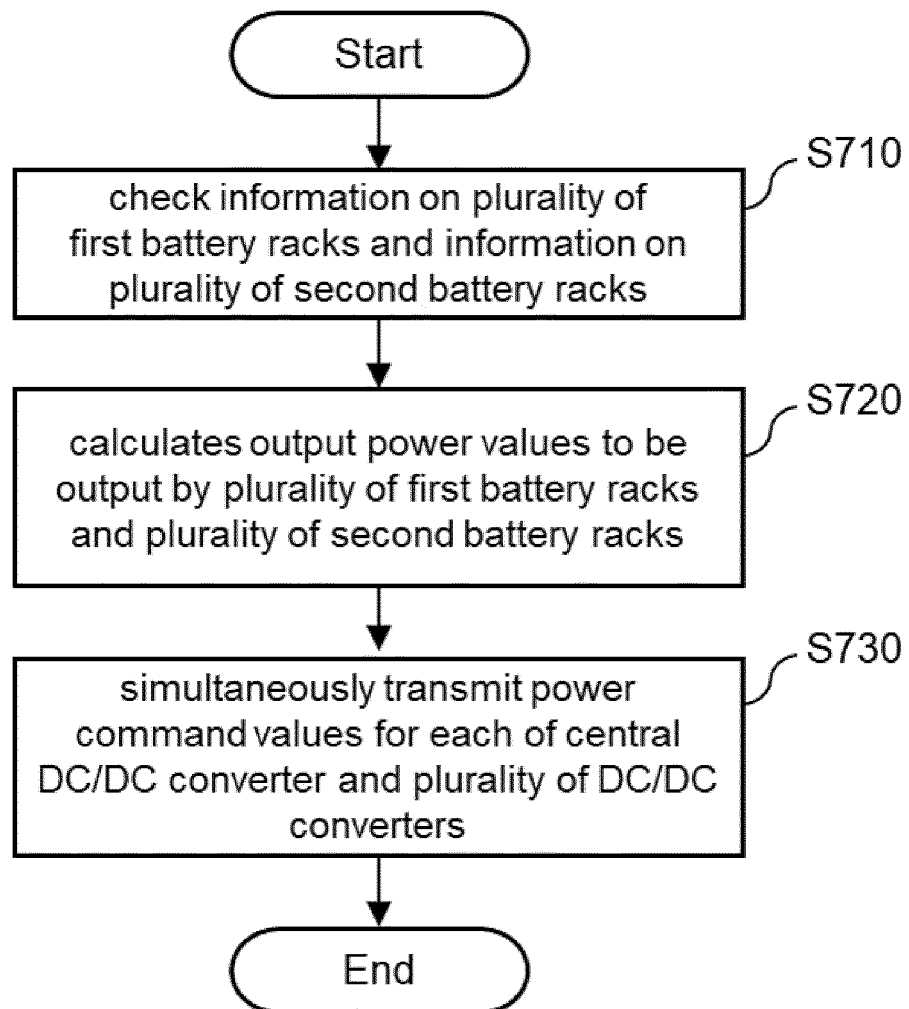 Start
S710
check information on plurality of
first battery racks and information on
plurality of second battery racks
S720
calculates output power values to be
output by plurality of first battery racks
and plurality of second battery racks
S730
simultaneously transmit power
command values for each of central
DC/DC converter and plurality of DC/DC
converters
End